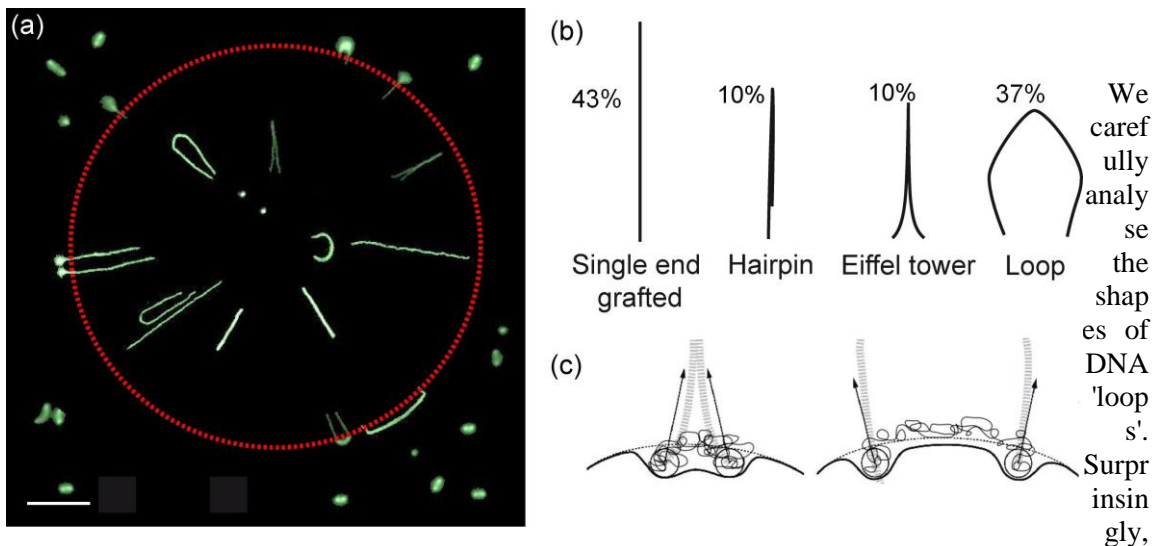 (a)
(b)
43%
10%
10%
37%
Single end
grafted
Hairpin
Eiffel tower
Loop
(c)
We
caref
ully
analy
se
the
shap
es of
DNA
'loop
s'.
Surpr
insin
gly,